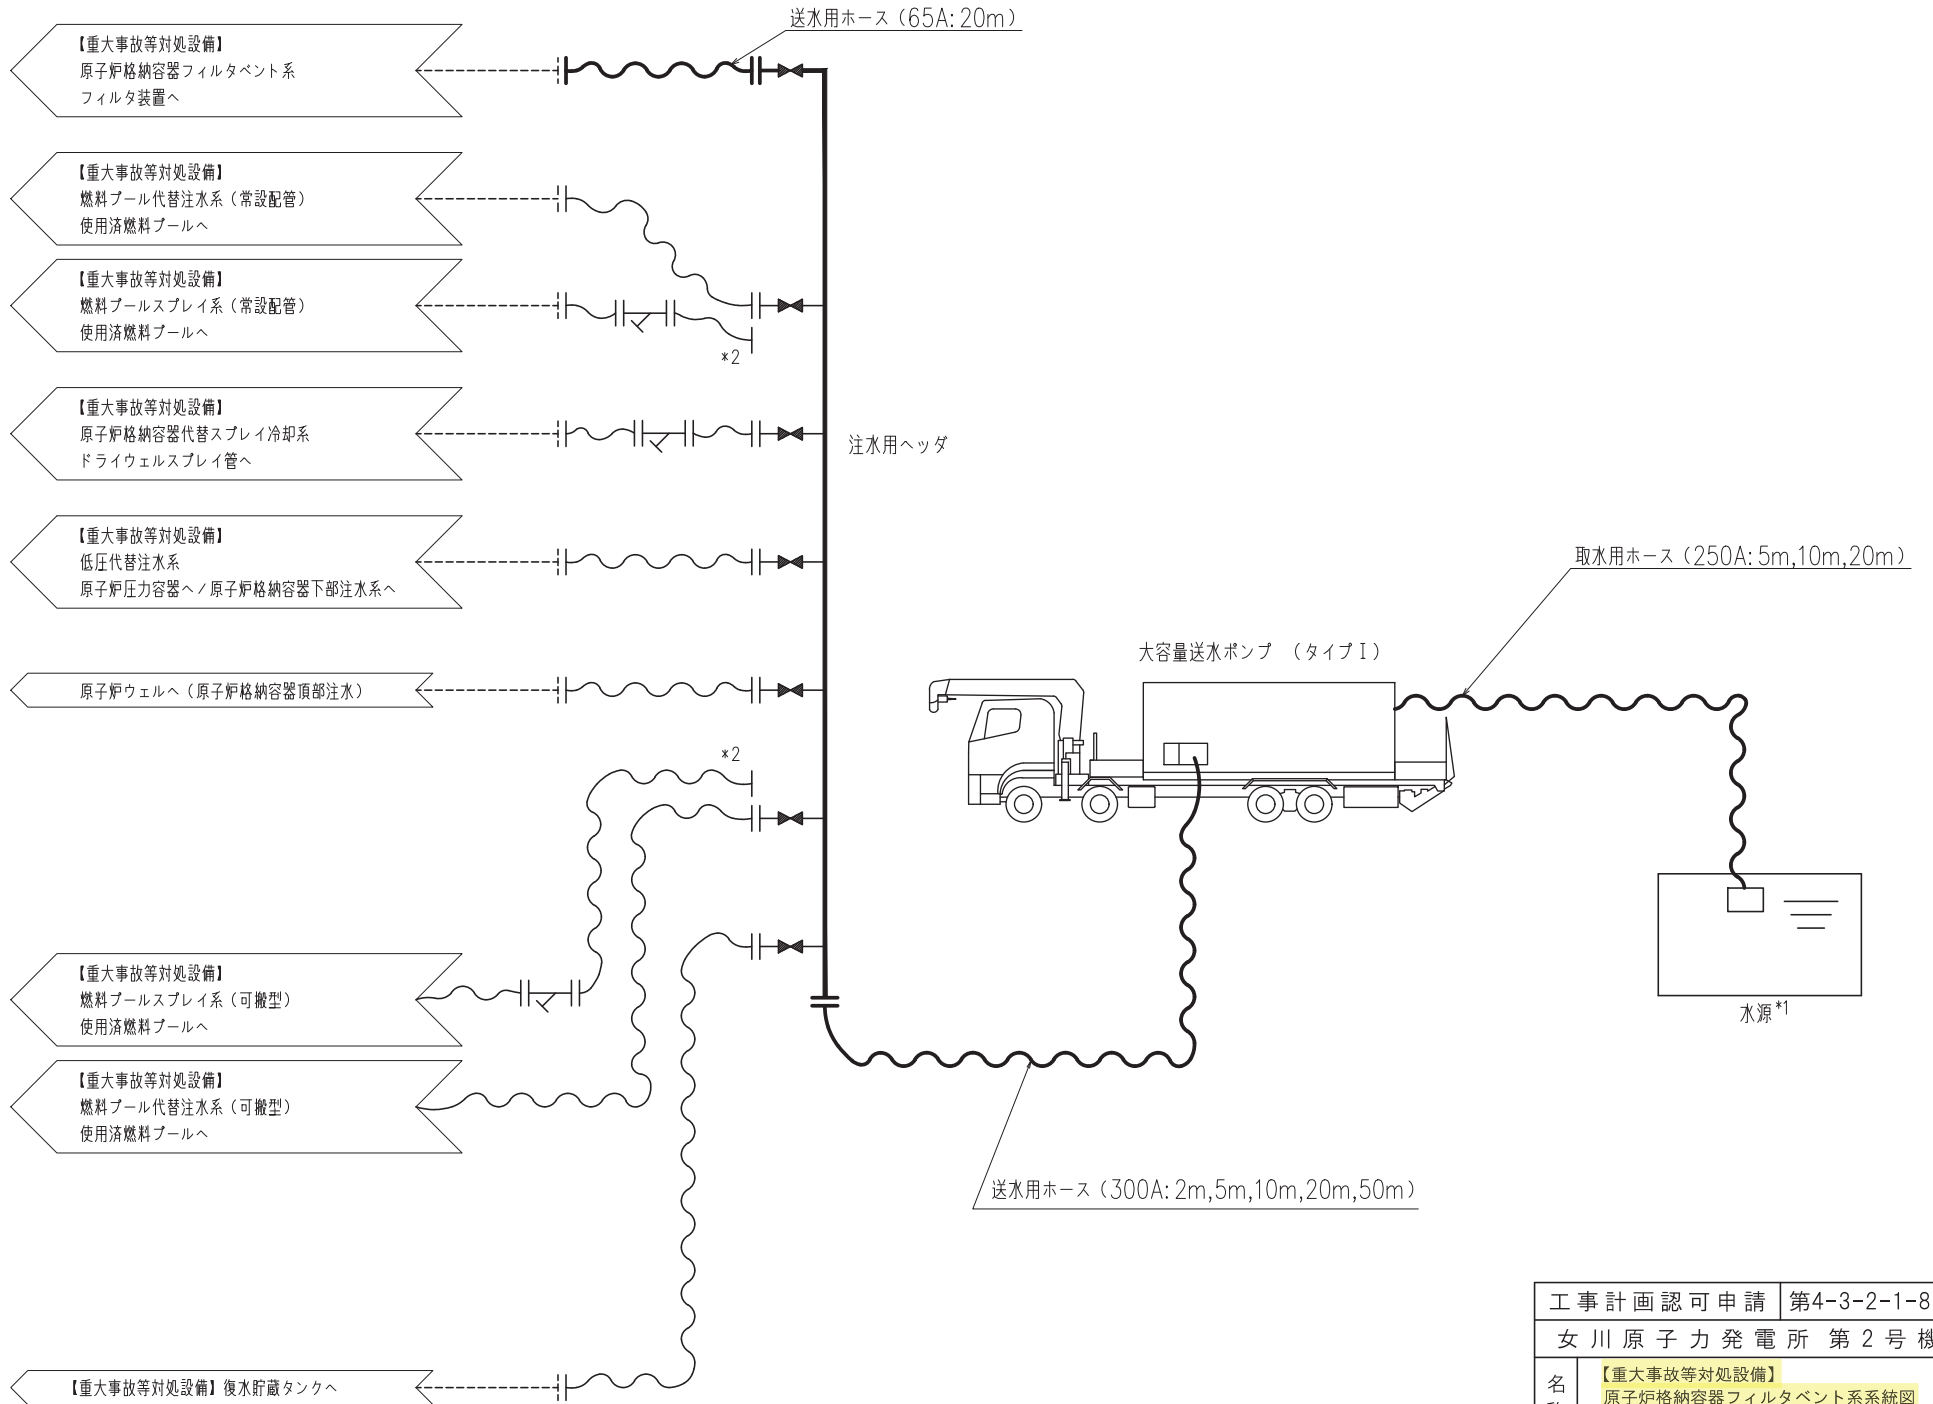 送水用ホース（65A：20m）
【重大事故等対処設備】
原子炉格納容器フィルタベント系
フィルタ装置へ
【重大事故等対処設備】
燃料プール代替注水系（常設配管）
使用済燃料プールへ
【重大事故等対処設備】
燃料プールスプレイ系（常設配管）
使用済燃料プールへ
*2
【重大事故等対処設備】
原子炉格納容器代替スプレイ冷却系
ドライウェルスプレイ管へ
注水用ヘッダ
【重大事故等対処設備】
低圧代替注水系
原子炉圧力容器へ／原子炉格納容器下部注水系へ
取水用ホース（250A：5m,10m,20m）
大容量送水ポンプ （タイプⅠ）
原子炉ウェルへ（原子炉格納容器頂部注水）
*2
【重大事故等対処設備】
燃料プールスプレイ系（可搬型）
使用済燃料プールへ
水源*1
【重大事故等対処設備】
燃料プール代替注水系（可搬型）
使用済燃料プールへ
送水用ホース（300A：2m,5m,10m,20m,50m）
【重大事故等対処設備】復水貯蔵タンクへ
工事計画認可申請 第4-3-2-1-8
女川原子力発電所 第2号機
名
【重大事故等対処設備】
原子炉格納容器フィルタベント系系統図